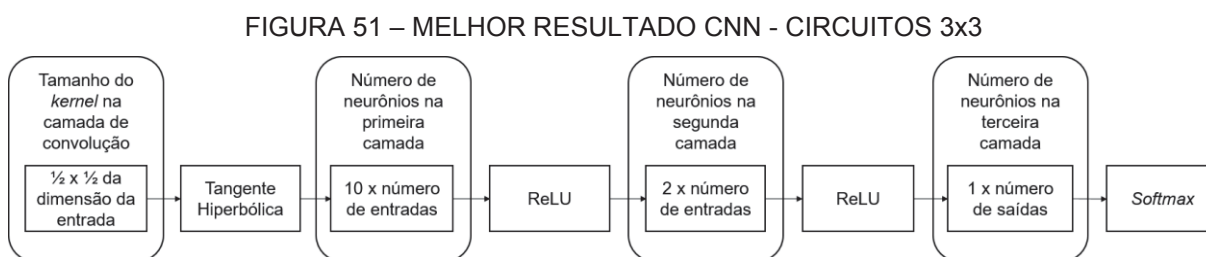 FIGURA 51 – MELHOR RESULTADO CNN - CIRCUITOS 3x3
Tamanho do
kernel na
camada de
convolução
½ x ½ da
dimensão da
entrada
Tangente
Hiperbólica
Número de
neurônios na
primeira
camada
10 x número
de entradas
ReLU
Número de
neurônios na
segunda
camada
2 x número
de entradas
ReLU
Número de
neurônios na
terceira
camada
1 x número
de saídas
Softmax